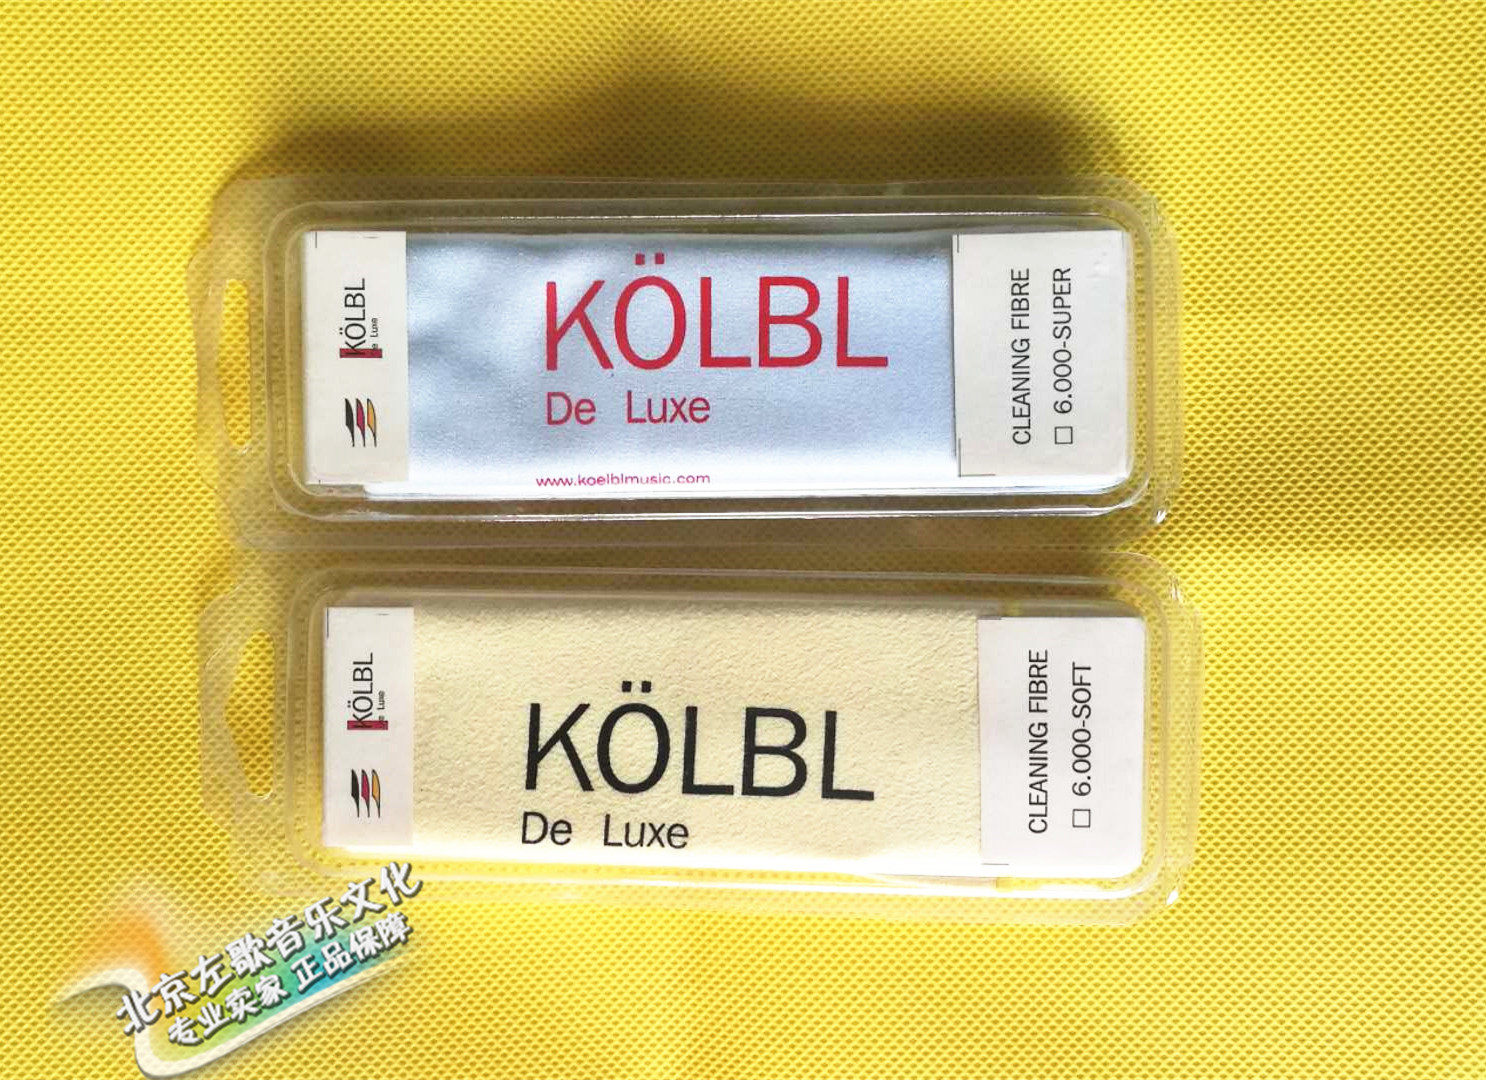 KÖLBL
De Luxe
KÖLBL
De Luxe
www.koelblmusic.com
CLEANING FIBRE
□ 6.000-SUPER
KÖLBL
De Luxe
KÖLBL
De Luxe
CLEANING FIBRE
□ 6.000-SOFT
北京左歌音乐文化
专业卖家 正品保障